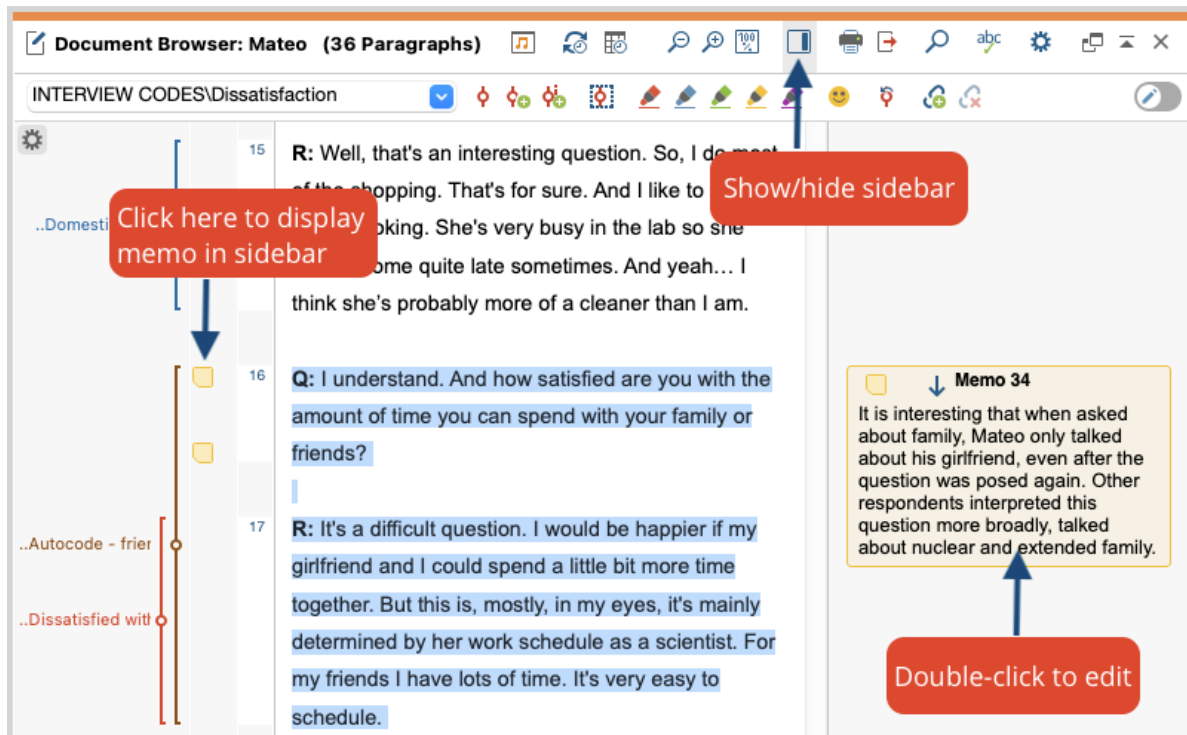 Document Browser: Mateo (36 Paragraphs)
100
%
abc
INTERVIEW CODES\Dissatisfaction
15
R: Well, that's an interesting question. So, I do most
of the shopping. That's for sure. And I like to
oking. She's very busy in the lab so she
ome quite late sometimes. And yeah… I
think she's probably more of a cleaner than I am.
..Domesti
Click here to display
memo in sidebar
Show/hide sidebar
16
Q: I understand. And how satisfied are you with the
amount of time you can spend with your family or
friends?
17
R: It's a difficult question. I would be happier if my
girlfriend and I could spend a little bit more time
together. But this is, mostly, in my eyes, it's mainly
determined by her work schedule as a scientist. For
my friends I have lots of time. It's very easy to
schedule.
..Autocode - frier
..Dissatisfied with
Memo 34
It is interesting that when asked
about family, Mateo only talked
about his girlfriend, even after the
question was posed again. Other
respondents interpreted this
question more broadly, talked
about nuclear and extended family.
Double-click to edit